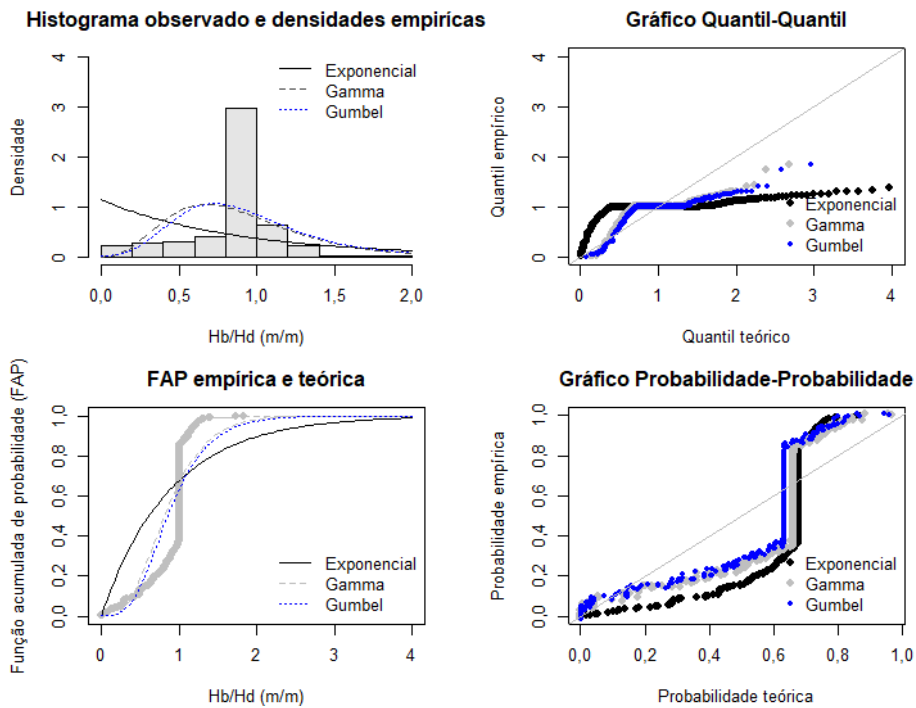 Histograma observado e densidades empirícas
Densidade
4
3
2
1
0
Exponencial
Gamma
Gumbel
0,0 0,5 1,0 1,5 2,0
Hb/Hd (m/m)
Gráfico Quantil-Quantil
Quantil empírico
4
3
2
1
0
Exponencial
Gamma
Gumbel
0 1 2 3 4
Quantil teórico
FAP empírica e teórica
Função acumulada de probabilidade (FAP)
1,0
0,8
0,6
0,4
0,2
0,0
Exponencial
Gamma
Gumbel
0 1 2 3 4
Hb/Hd (m/m)
Gráfico Probabilidade-Probabilidade
Probabilidade empírica
1,0
0,8
0,6
0,4
0,2
0,0
Exponencial
Gamma
Gumbel
0,0 0,2 0,4 0,6 0,8 1,0
Probabilidade teórica